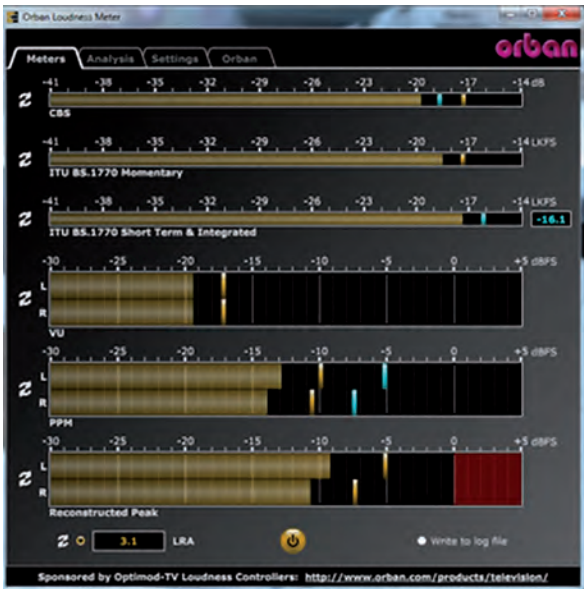 Orban Loudness Meter
orban
Meters Analysis Settings Orban
-41 -38 -35 -32 -29 -26 -23 -20 -17 -14 dB
CBS
-41 -38 -35 -32 -29 -26 -23 -20 -17 -14 LKFS
ITU BS.1770 Momentary
-41 -38 -35 -32 -29 -26 -23 -20 -17 -14 LKFS
-16.1
ITU BS.1770 Short Term & Integrated
-30 -25 -20 -15 -10 -5 0 +5 dBFS
L
R
VU
-30 -25 -20 -15 -10 -5 0 +5 dBFS
L
R
PPM
-30 -25 -20 -15 -10 -5 0 +5 dBFS
L
R
Reconstructed Peak
3.1 LRA Write to log file
Sponsored by Optimod-TV Loudness Controllers: http://www.orban.com/products/television/